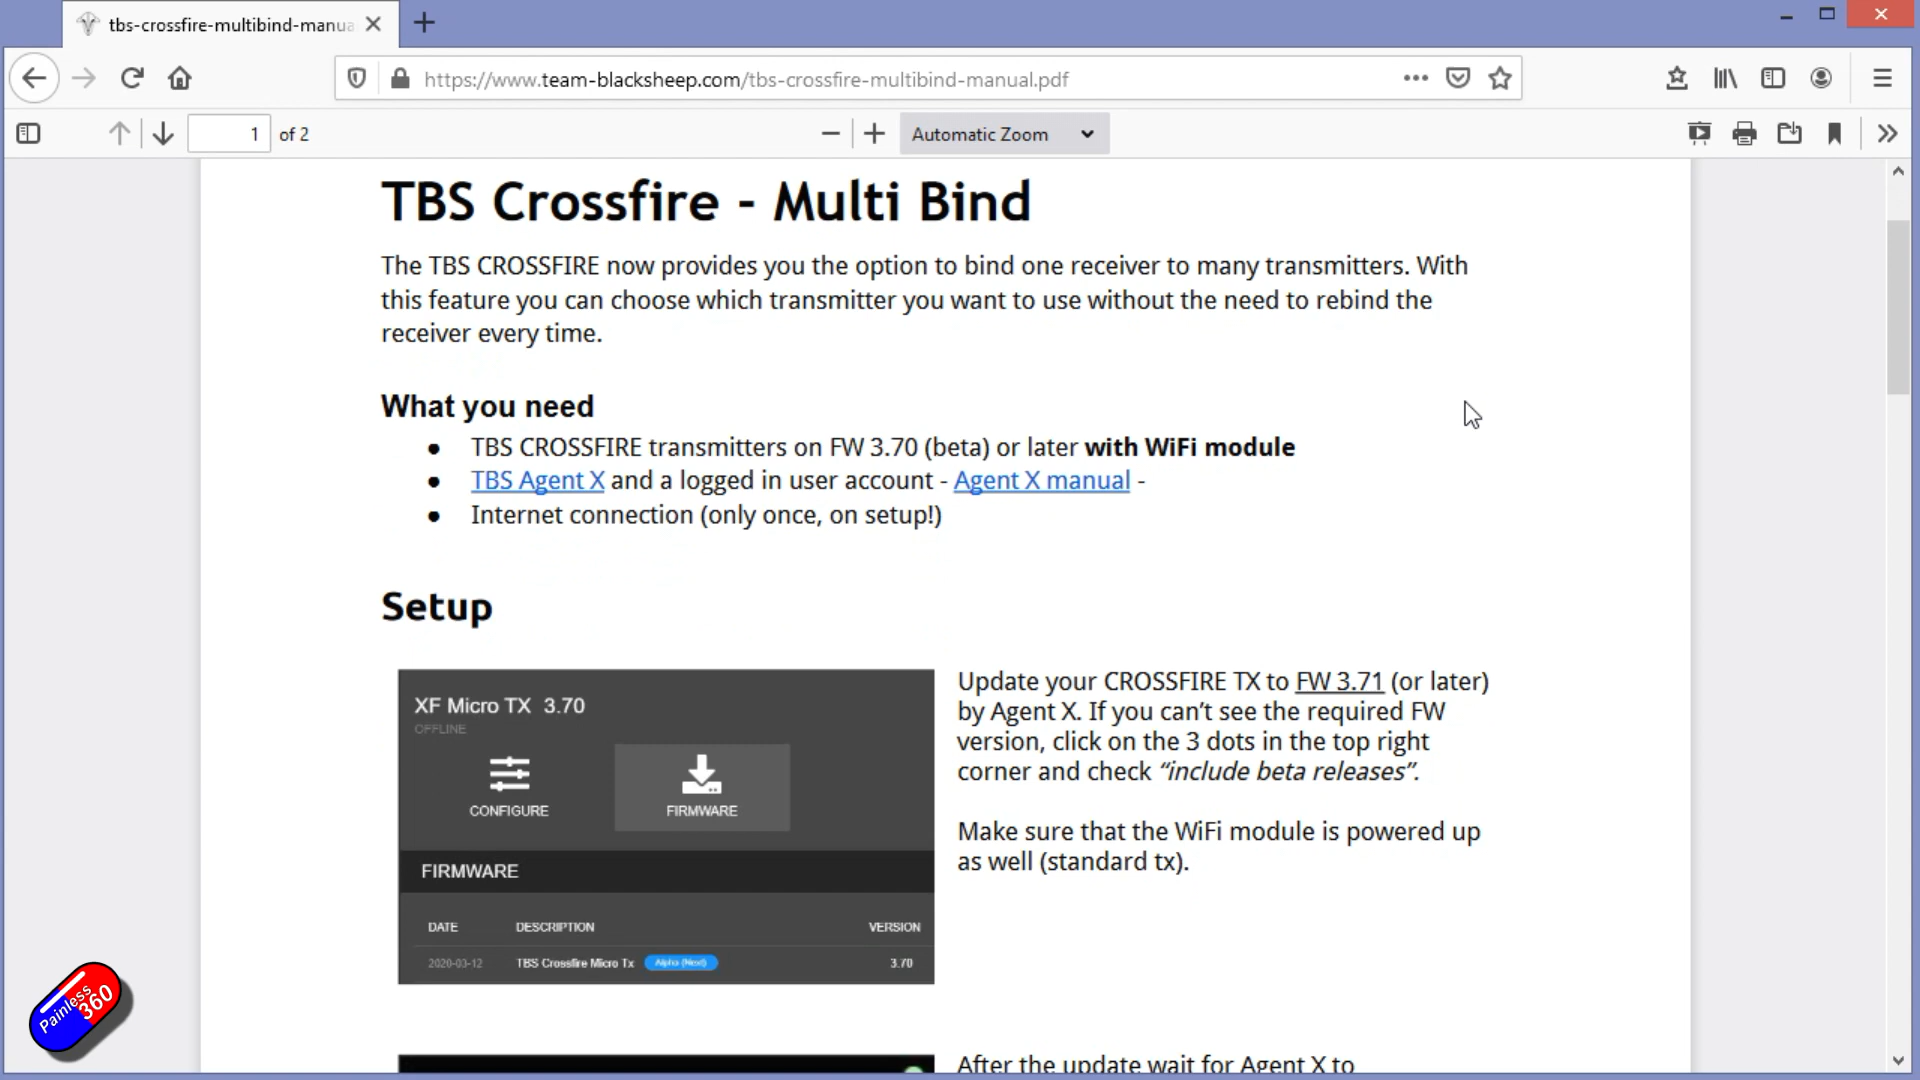 tbs-crossfire-multibind-manua
https://www.team-blacksheep.com/tbs-crossfire-multibind-manual.pdf
1 of 2
Automatic Zoom
TBS Crossfire - Multi Bind
The TBS CROSSFIRE now provides you the option to bind one receiver to many transmitters. With
this feature you can choose which transmitter you want to use without the need to rebind the
receiver every time.
What you need
● TBS CROSSFIRE transmitters on FW 3.70 (beta) or later with WiFi module
● TBS Agent X and a logged in user account - Agent X manual -
● Internet connection (only once, on setup!)
Setup
XF Micro TX 3.70
OFFLINE
CONFIGURE
FIRMWARE
FIRMWARE
DATE DESCRIPTION VERSION
2020-03-12 TBS Crossfire Micro Tx Alpha (Next) 3.70
Update your CROSSFIRE TX to FW 3.71 (or later)
by Agent X. If you can’t see the required FW
version, click on the 3 dots in the top right
corner and check “include beta releases”.
Make sure that the WiFi module is powered up
as well (standard tx).
After the update wait for Agent X to
Painless
360